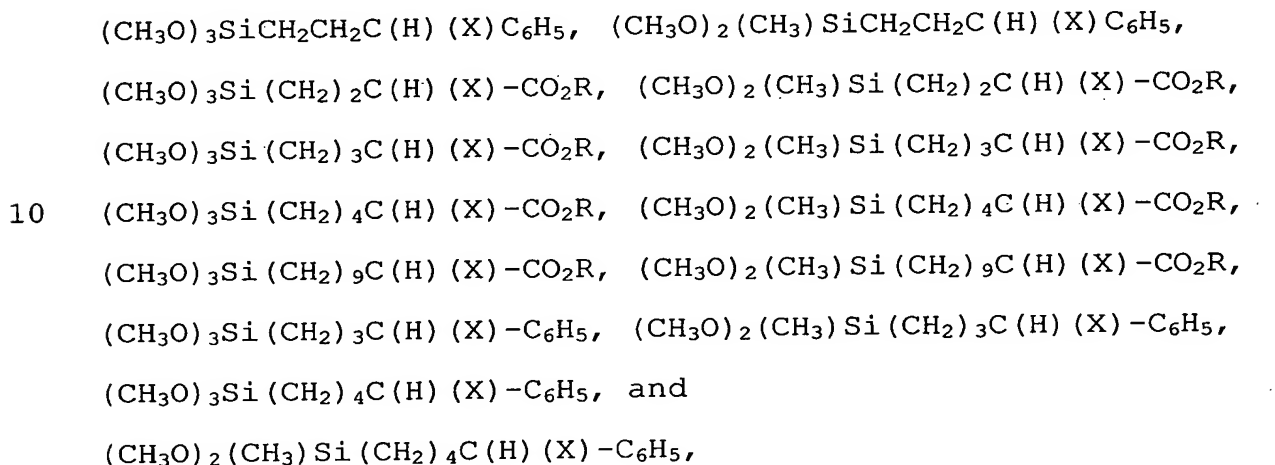 (CH₃O)₃SiCH₂CH₂C(H)(X)C₆H₅, (CH₃O)₂(CH₃)SiCH₂CH₂C(H)(X)C₆H₅,
(CH₃O)₃Si(CH₂)₂C(H)(X)-CO₂R, (CH₃O)₂(CH₃)Si(CH₂)₂C(H)(X)-CO₂R,
(CH₃O)₃Si(CH₂)₃C(H)(X)-CO₂R, (CH₃O)₂(CH₃)Si(CH₂)₃C(H)(X)-CO₂R,
10 (CH₃O)₃Si(CH₂)₄C(H)(X)-CO₂R, (CH₃O)₂(CH₃)Si(CH₂)₄C(H)(X)-CO₂R,
(CH₃O)₃Si(CH₂)₉C(H)(X)-CO₂R, (CH₃O)₂(CH₃)Si(CH₂)₉C(H)(X)-CO₂R,
(CH₃O)₃Si(CH₂)₃C(H)(X)-C₆H₅, (CH₃O)₂(CH₃)Si(CH₂)₃C(H)(X)-C₆H₅,
(CH₃O)₃Si(CH₂)₄C(H)(X)-C₆H₅, and
(CH₃O)₂(CH₃)Si(CH₂)₄C(H)(X)-C₆H₅,